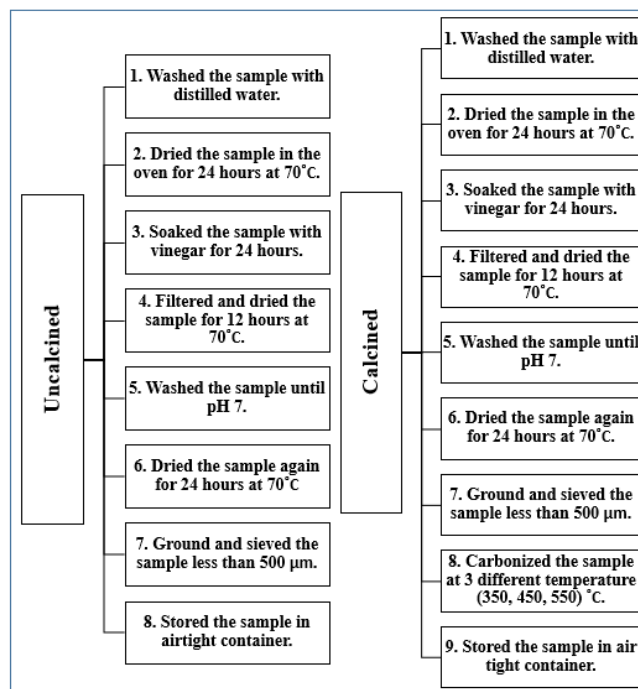 Uncalcined
1. Washed the sample with
distilled water.
2. Dried the sample in the
oven for 24 hours at 70˚C.
3. Soaked the sample with
vinegar for 24 hours.
4. Filtered and dried the
sample for 12 hours at
70˚C.
5. Washed the sample until
pH 7.
6. Dried the sample again
for 24 hours at 70˚C
7. Ground and sieved the
sample less than 500 µm.
8. Stored the sample in
airtight container.
Calcined
1. Washed the sample with
distilled water.
2. Dried the sample in the
oven for 24 hours at 70˚C.
3. Soaked the sample with
vinegar for 24 hours.
4. Filtered and dried the
sample for 12 hours at
70˚C.
5. Washed the sample until
pH 7.
6. Dried the sample again
for 24 hours at 70˚C.
7. Ground and sieved the
sample less than 500 µm.
8. Carbonized the sample
at 3 different temperature
(350, 450, 550) ˚C.
9. Stored the sample in air
tight container.